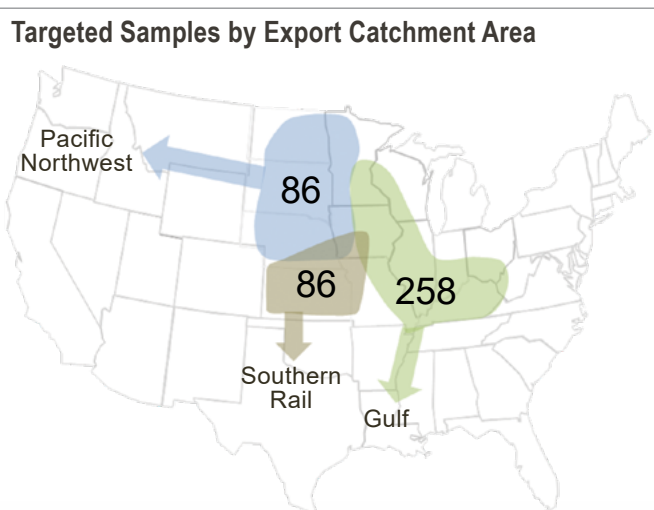 Targeted Samples by Export Catchment Area
Pacific
Northwest
86
86
258
Southern
Rail
Gulf